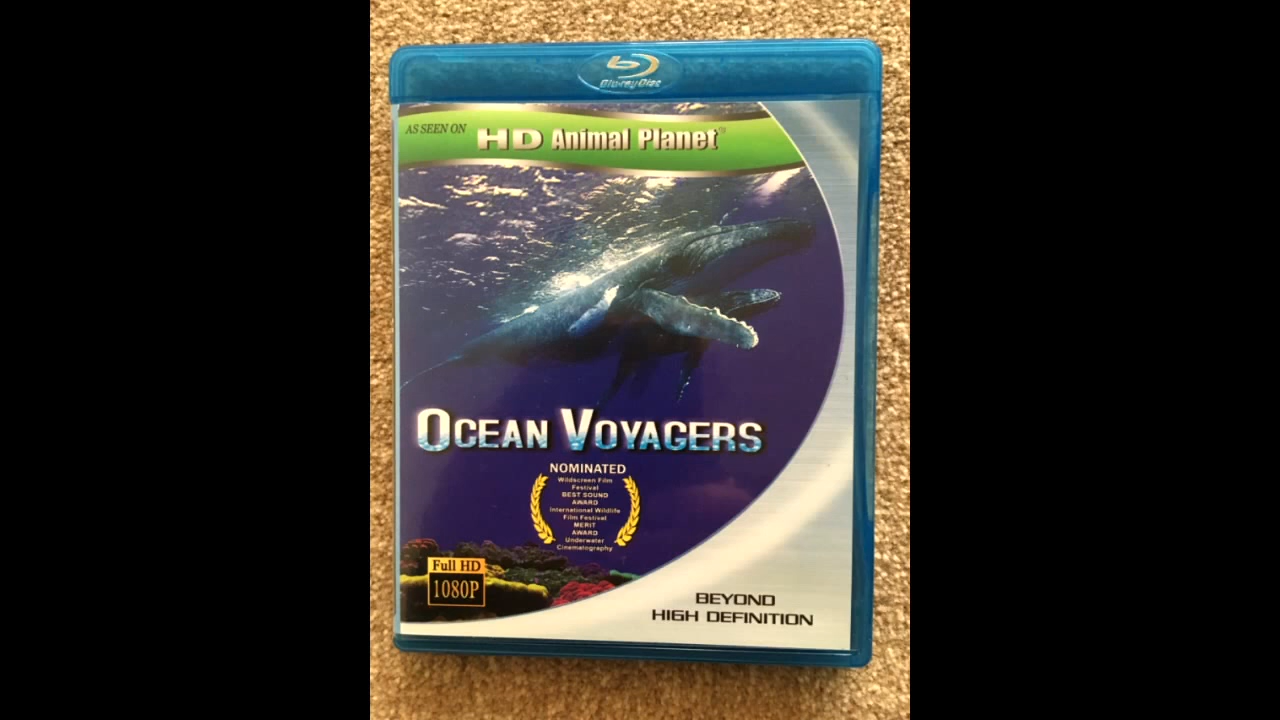 Blu-ray Disc
AS SEEN ON HD Animal Planet
OCEAN VOYAGERS
NOMINATED
Wildscreen Film
Festival
BEST SOUND
AWARD
International Wildlife
Film Festival
MERIT
AWARD
Underwater
Cinematography
Full HD
1080P
BEYOND
HIGH DEFINITION